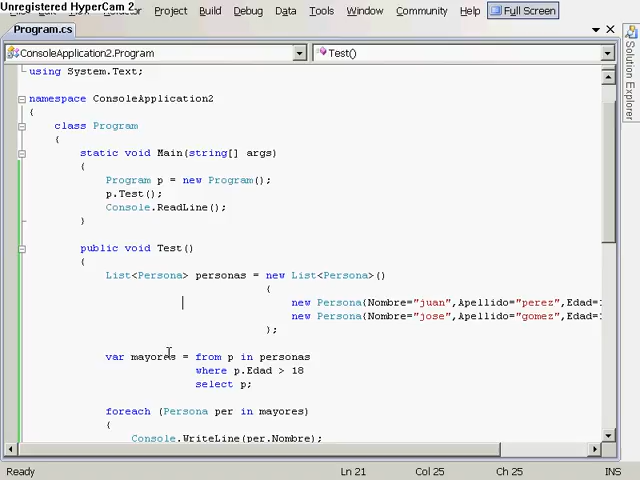 Unregistered HyperCam 2
Project Build Debug Data Tools Window Community Full Screen
Program.cs
ConsoleApplication2.Program Test()
using System.Text;
namespace ConsoleApplication2
{
class Program
{
static void Main(string[] args)
{
Program p = new Program();
p.Test();
Console.ReadLine();
}
public void Test()
{
List<Persona> personas = new List<Persona>()
{
new Persona{Nombre="juan",Apellido="perez",Edad=
new Persona{Nombre="jose",Apellido="gomez",Edad=
};
var mayores = from p in personas
where p.Edad > 18
select p;
foreach (Persona per in mayores)
{
Console.WriteLine(per.Nombre);
Solution Explorer
Ready Ln 21 Col 25 Ch 25 INS